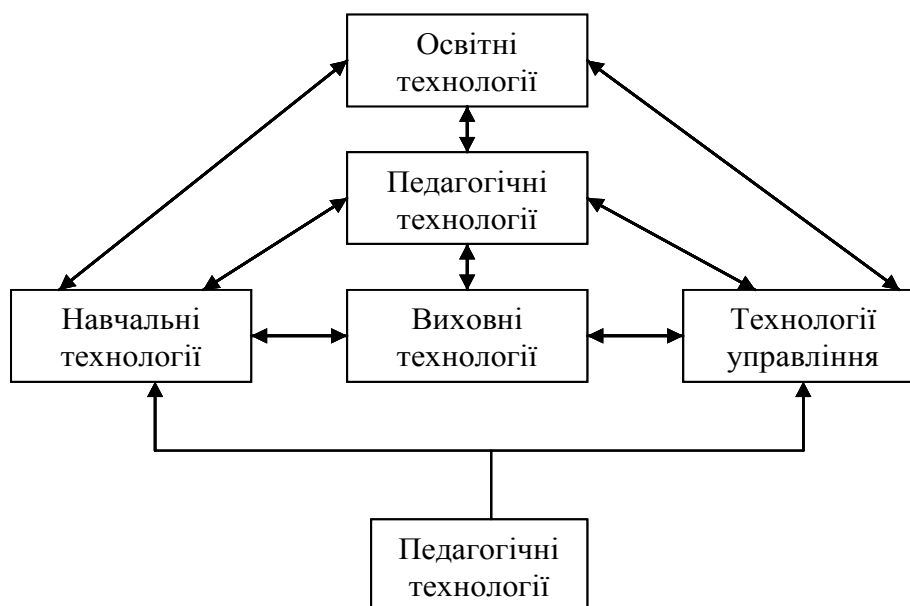 Освітні
технології
Педагогічні
технології
Навчальні
технології
Виховні
технології
Технології
управління
Педагогічні
технології